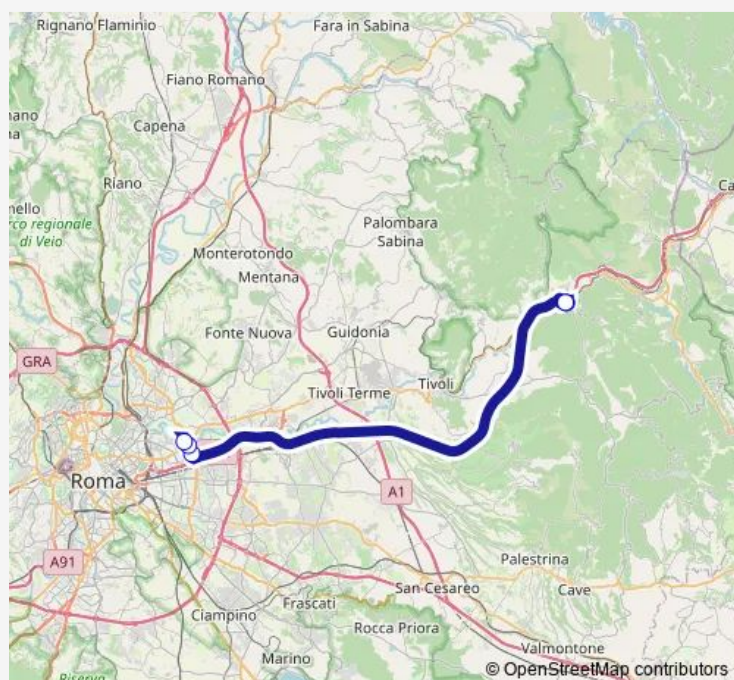 Rignano Flaminio
Fara in Sabina
Fiano Romano
Capena
Riano
Palombara
Sabina
Monterotondo
Mentana
Fonte Nuova
Guidonia
GRA
Tivoli
Tivoli Terme
Roma
A1
A91
Palestrina
San Cesareo
Cave
Ciampino
Frascati
Rocca Priora
Marino
Valmontone
© OpenStreetMap contributors